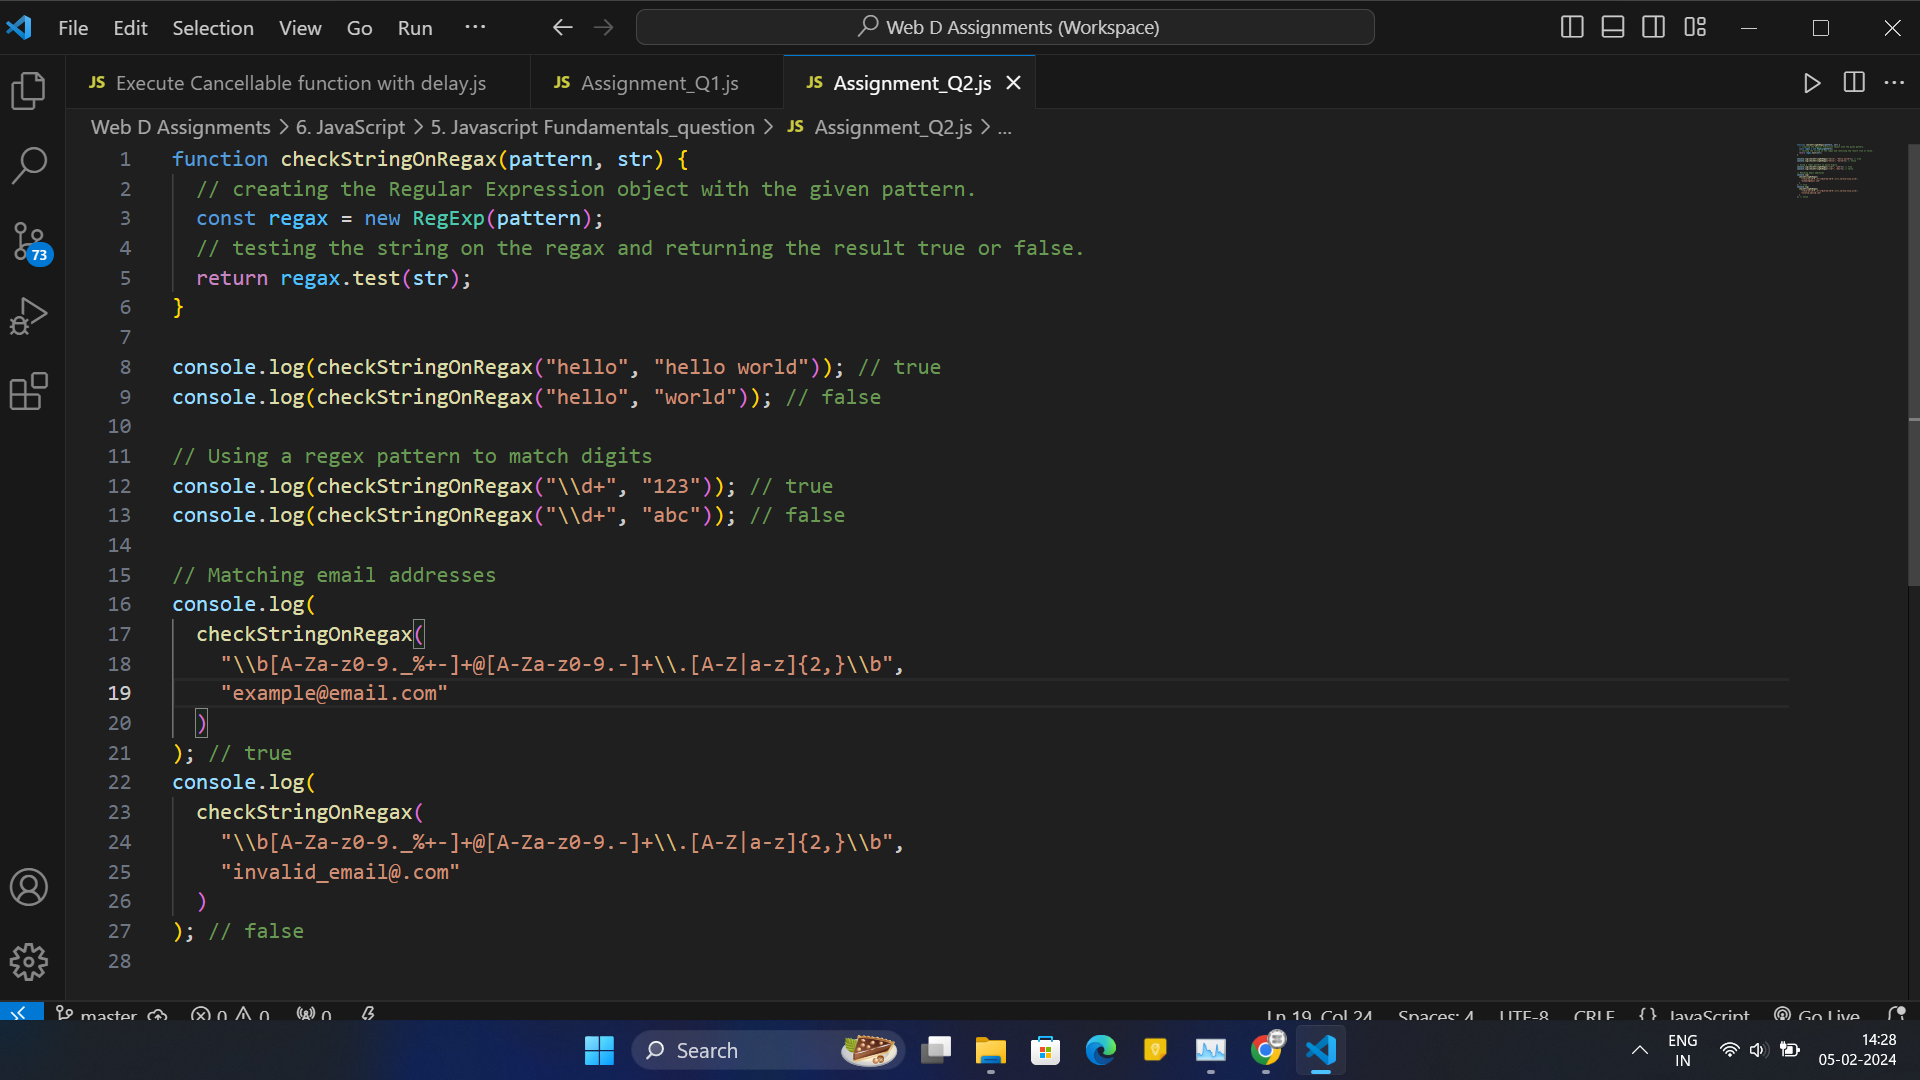 File Edit Selection View Go Run ··· Web D Assignments (Workspace)
JS Execute Cancellable function with delay.js JS Assignment_Q1.js JS Assignment_Q2.js
Web D Assignments > 6. JavaScript > 5. Javascript Fundamentals_question > JS Assignment_Q2.js > ...
1 function checkStringOnRegax(pattern, str) {
2 // creating the Regular Expression object with the given pattern.
3 const regax = new RegExp(pattern);
4 // testing the string on the regax and returning the result true or false.
5 return regax.test(str);
6 }
7
8 console.log(checkStringOnRegax("hello", "hello world")); // true
9 console.log(checkStringOnRegax("hello", "world")); // false
10
11 // Using a regex pattern to match digits
12 console.log(checkStringOnRegax("\\d+", "123")); // true
13 console.log(checkStringOnRegax("\\d+", "abc")); // false
14
15 // Matching email addresses
16 console.log(
17 checkStringOnRegax(
18 "\\b[A-Za-z0-9._%+-]+@[A-Za-z0-9.-]+\\.[A-Z|a-z]{2,}\\b",
19 "example@email.com"
20 )
21 ); // true
22 console.log(
23 checkStringOnRegax(
24 "\\b[A-Za-z0-9._%+-]+@[A-Za-z0-9.-]+\\.[A-Z|a-z]{2,}\\b",
25 "invalid_email@.com"
26 )
27 ); // false
28
73
master 0 0 0 Ln 19, Col 24 Spaces: 4 UTF-8 CRLF {} JavaScript Go Live
Search
ENG
IN
14:28
05-02-2024